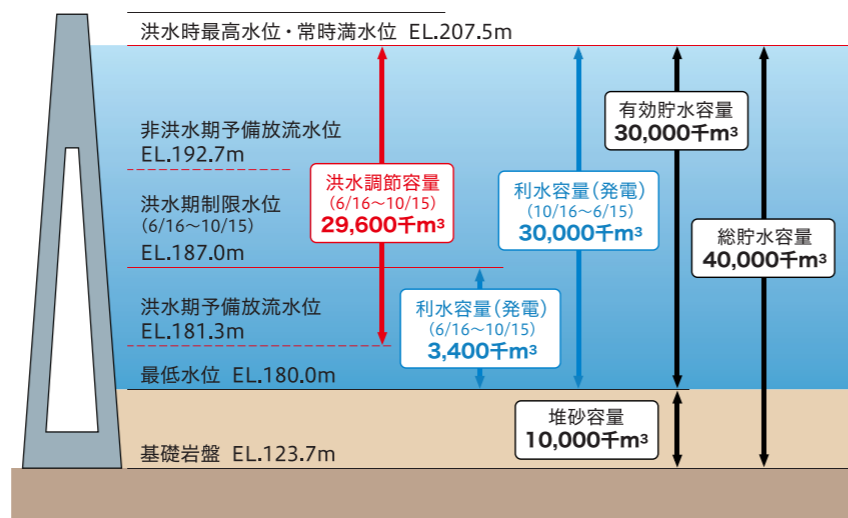 洪水時最高水位・常時満水位 EL.207.5m
非洪水期予備放流水位
EL.192.7m
洪水期制限水位
(6/16～10/15)
EL.187.0m
洪水期予備放流水位
EL.181.3m
最低水位 EL.180.0m
基礎岩盤 EL.123.7m
洪水調節容量
(6/16～10/15)
29,600千m³
利水容量(発電)
(10/16～6/15)
30,000千m³
利水容量(発電)
(6/16～10/15)
3,400千m³
有効貯水容量
30,000千m³
総貯水容量
40,000千m³
堆砂容量
10,000千m³